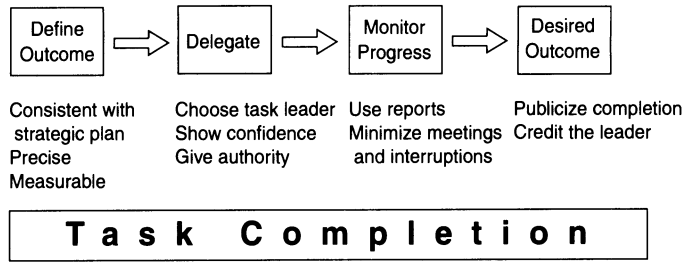 Define
Outcome
Delegate
Monitor
Progress
Desired
Outcome
Consistent with
strategic plan
Precise
Measurable
Choose task leader
Show confidence
Give authority
Use reports
Minimize meetings
and interruptions
Publicize completion
Credit the leader
Task Completion